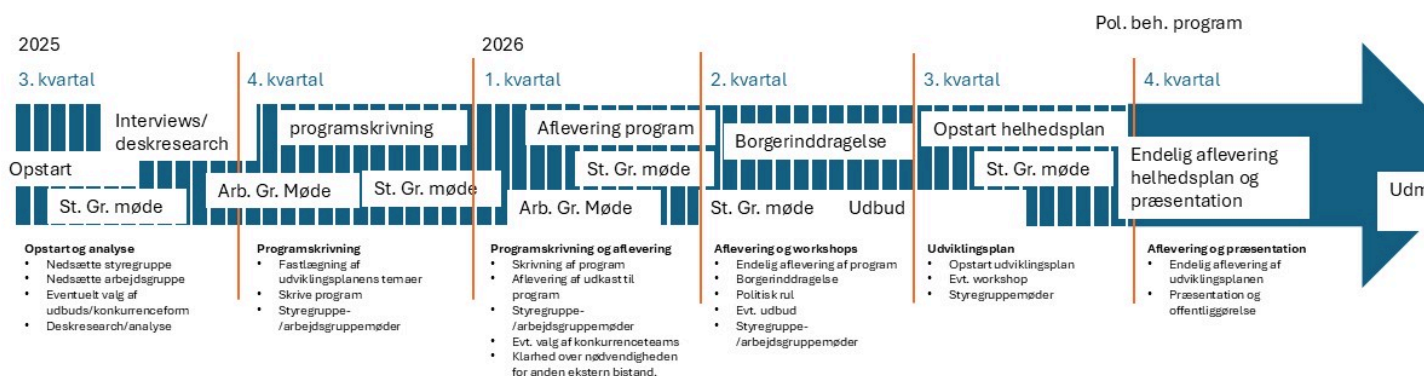 Pol. beh. program
2025
2026
3. kvartal
4. kvartal
1. kvartal
2. kvartal
3. kvartal
4. kvartal
Interviews/
deskresearch
programskrivning
Aflevering program
Borgerinddragelse
Opstart helhedsplan
Endelig aflevering
helhedsplan og
præsentation
Opstart
St. Gr. møde
Arb. Gr. Møde
St. Gr. møde
St. Gr. møde
Arb. Gr. Møde
St. Gr. møde
Udbud
St. Gr. møde
Udm
Opstart og analyse
• Nedsætte styregruppe
• Nedsætte arbejdsgruppe
• Eventuelt valg af
udbuds/konkurrenceform
• Deskresearch/analyse
Programskrivning
• Fastlægning af
udviklingsplanens temaer
• Skrive program
• Styregruppe-
/arbejdsgruppemøder
Programskrivning og aflevering
• Skrivning af program
• Aflevering af udkast til
program
• Styregruppe-
/arbejdsgruppemøder
• Evt. valg af konkurrenceteams
• Klarhed over nødvendigheden
for anden ekstern bistand.
Aflevering og workshops
• Endelig aflevering af program
• Borgerinddragelse
• Politisk rul
• Evt. udbud
• Styregruppe-
/arbejdsgruppemøder
Udviklingsplan
• Opstart udviklingsplan
• Evt. workshop
• Styregruppemøder
Aflevering og præsentation
• Endelig aflevering af
udviklingsplanen
• Præsentation og
offentliggørelse